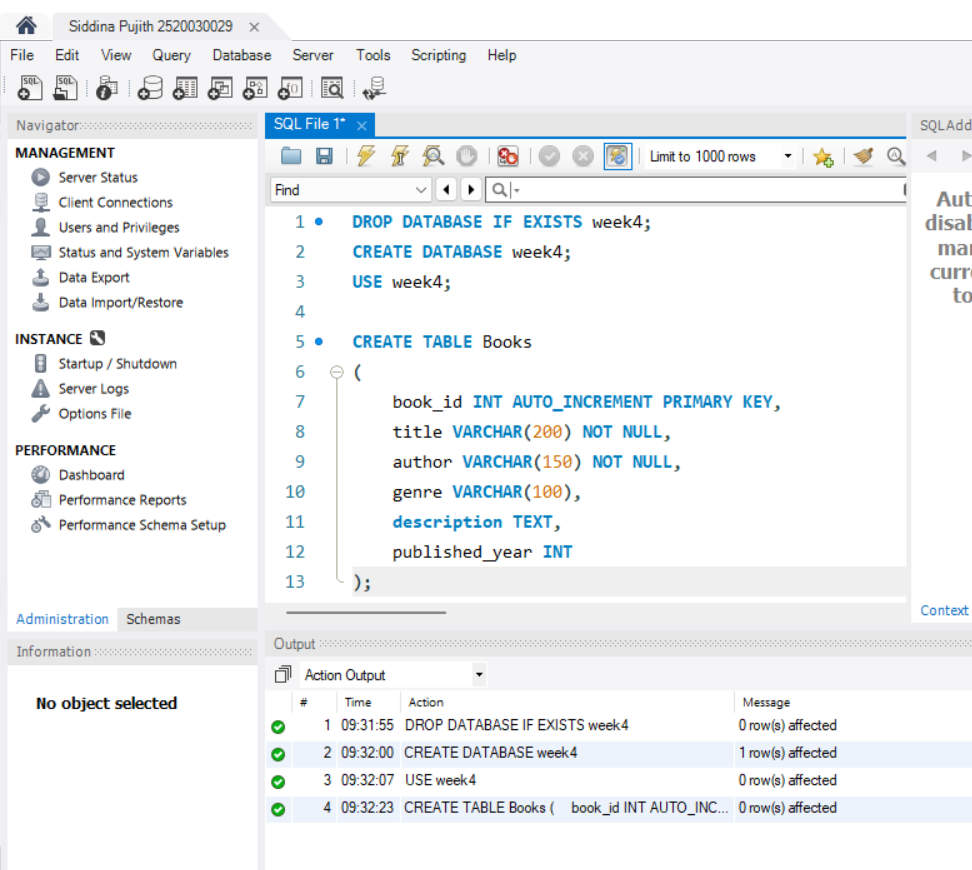 Siddina Pujith 2520030029
File Edit View Query Database Server Tools Scripting Help
Navigator
MANAGEMENT
Server Status
Client Connections
Users and Privileges
Status and System Variables
Data Export
Data Import/Restore
INSTANCE
Startup / Shutdown
Server Logs
Options File
PERFORMANCE
Dashboard
Performance Reports
Performance Schema Setup
Administration Schemas
Information
No object selected
SQL File 1*
Limit to 1000 rows
Find
1 DROP DATABASE IF EXISTS week4;
2 CREATE DATABASE week4;
3 USE week4;
4
5 CREATE TABLE Books
6 (
7 book_id INT AUTO_INCREMENT PRIMARY KEY,
8 title VARCHAR(200) NOT NULL,
9 author VARCHAR(150) NOT NULL,
10 genre VARCHAR(100),
11 description TEXT,
12 published_year INT
13 );
SQLAdd
Aut
disab
mar
curre
to
Context
Output
Action Output
# Time Action Message
1 09:31:55 DROP DATABASE IF EXISTS week4 0 row(s) affected
2 09:32:00 CREATE DATABASE week4 1 row(s) affected
3 09:32:07 USE week4 0 row(s) affected
4 09:32:23 CREATE TABLE Books ( book_id INT AUTO_INC... 0 row(s) affected